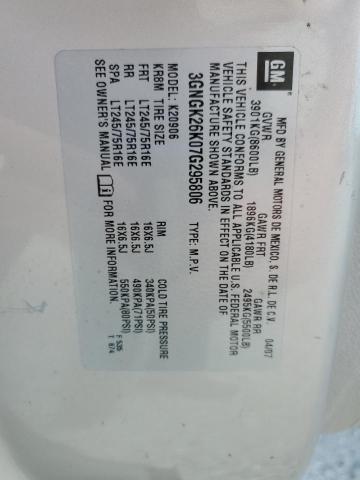 GM
MFD BY GENERAL MOTORS DE MEXICO, S. DE R.L. DE C.V.
04/07
GVWR GAWR FRT GAWR RR
3901KG(8600LB) 1896KG(4180LB) 2495KG(5500LB)
THIS VEHICLE CONFORMS TO ALL APPLICABLE U.S. FEDERAL MOTOR
VEHICLE SAFETY STANDARDS IN EFFECT ON THE DATE OF
MANUFACTURE SHOWN ABOVE.
3GNGK26K07G295806 TYPE: M.P.V.
MODEL: K20906
KR8M TIRE SIZE RIM COLD TIRE PRESSURE
FRT LT245/75R16E 16X6.5J 340KPA(50PSI)
RR LT245/75R16E 16X6.5J 490KPA(71PSI)
SPA LT245/75R16E 16X6.5J 550KPA(80PSI)
SEE OWNER'S MANUAL FOR MORE INFORMATION.
F 535
T 674